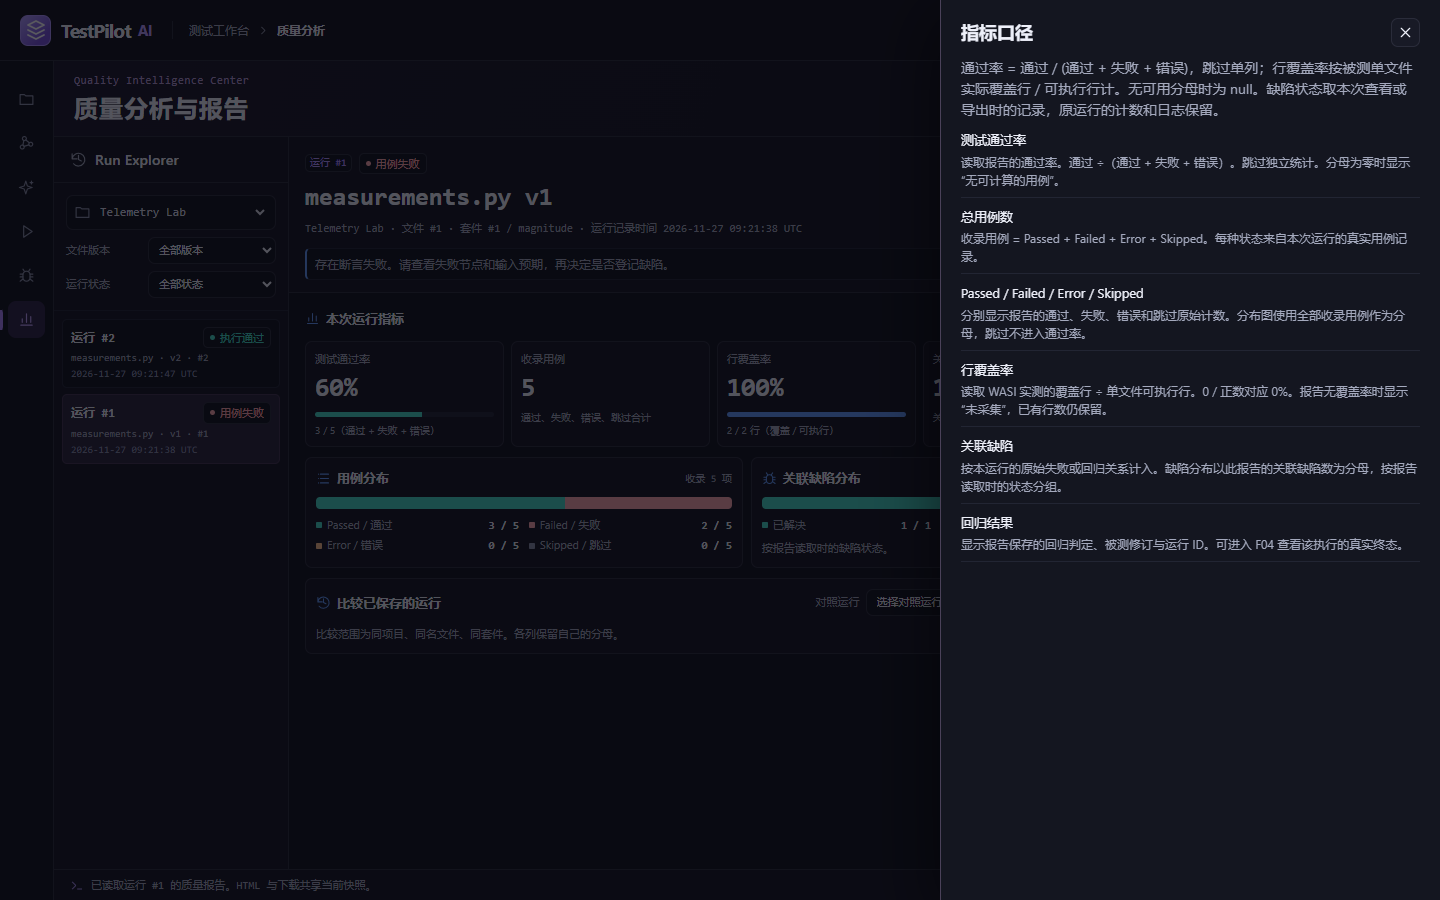 TestPilot AI
测试工作台 > 质量分析
Quality Intelligence Center
质量分析与报告
Run Explorer
Telemetry Lab
文件版本 全部版本
运行状态 全部状态
运行 #2 执行通过
measurements.py · v2 · #2
2026-11-27 09:21:47 UTC
运行 #1 用例失败
measurements.py · v1 · #1
2026-11-27 09:21:38 UTC
运行 #1 用例失败
measurements.py v1
Telemetry Lab · 文件 #1 · 套件 #1 / magnitude · 运行记录时间 2026-11-27 09:21:38 UTC
存在断言失败。请查看失败节点和输入预期，再决定是否登记缺陷。
本次运行指标
测试通过率
60%
3 / 5（通过 + 失败 + 错误）
收录用例
5
通过、失败、错误、跳过合计
行覆盖率
100%
2 / 2 行（覆盖 / 可执行）
用例分布 收录 5 项
Passed / 通过 3 / 5 Failed / 失败 2 / 5
Error / 错误 0 / 5 Skipped / 跳过 0 / 5
关联缺陷分布
已解决 1 / 1
按报告读取时的缺陷状态。
比较已保存的运行 对照运行 选择对照运行
比较范围为同项目、同名文件、同套件。各列保留自己的分母。
已读取运行 #1 的质量报告。HTML 与下载共享当前快照。
指标口径
通过率 = 通过 / (通过 + 失败 + 错误)，跳过单列；行覆盖率按被测单文件
实际覆盖行 / 可执行行计。无可用分母时为 null。缺陷状态取本次查看或
导出时的记录，原运行的计数和日志保留。
测试通过率
读取报告的通过率。通过 ÷（通过 + 失败 + 错误）。跳过独立统计。分母为零时显示
“无可计算的用例”。
总用例数
收录用例 = Passed + Failed + Error + Skipped。每种状态来自本次运行的真实用例记
录。
Passed / Failed / Error / Skipped
分别显示报告的通过、失败、错误和跳过原始计数。分布图使用全部收录用例作为分
母，跳过不进入通过率。
行覆盖率
读取 WASI 实测的覆盖行 ÷ 单文件可执行行。0 / 正数对应 0%。报告无覆盖率时显示
“未采集”，已有行数仍保留。
关联缺陷
按本运行的原始失败或回归关系计入。缺陷分布以此报告的关联缺陷数为分母，按报告
读取时的状态分组。
回归结果
显示报告保存的回归判定、被测修订与运行 ID。可进入 F04 查看该执行的真实终态。